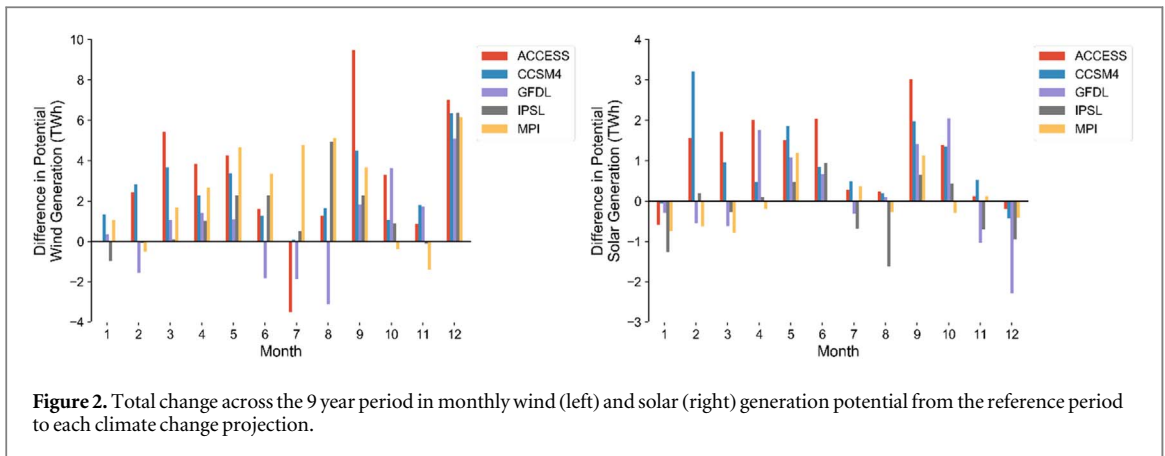 Difference in Potential
Wind Generation (TWh)
10
8
6
4
2
0
−2
−4
1 2 3 4 5 6 7 8 9 10 11 12
Month
ACCESS
CCSM4
GFDL
IPSL
MPI
Difference in Potential
Solar Generation (TWh)
4
3
2
1
0
−1
−2
−3
1 2 3 4 5 6 7 8 9 10 11 12
Month
ACCESS
CCSM4
GFDL
IPSL
MPI
Figure 2. Total change across the 9 year period in monthly wind (left) and solar (right) generation potential from the reference period
to each climate change projection.